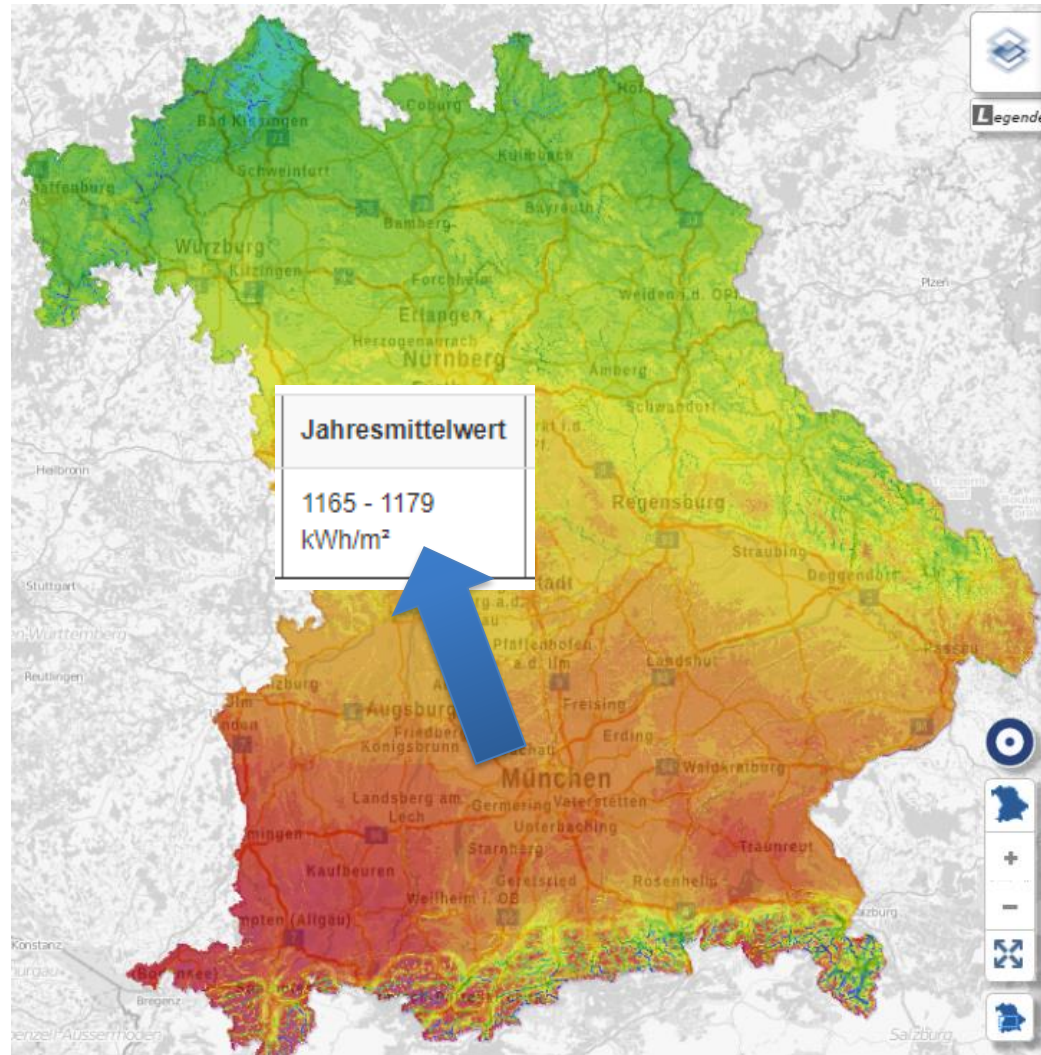 Legende
Hof
Coburg
Bad Kissingen
Kulmbach
Schweinfurt
Bayreuth
Bamberg
Würzburg
Kitzingen
Plzen
Forchheim
Weiden i.d. OPf
Erlangen
Herzogenaurach
Nürnberg
Amberg
Schwandorf
Jahresmittelwert
Heilbronn
1165 - 1179
kWh/m²
Regensburg
Straubing
Deggendorf
Stuttgart
Pfaffenhofen
a.d. Ilm
Landshut
Passau
Reutlingen
Augsburg
Freising
Friedberg
Königsbrunn
Erding
München
Waldkraiburg
Landsberg am
Lech
Germering
Vaterstetten
Unterhaching
Starnberg
Traunreut
Kaufbeuren
Geretsried
Rosenheim
Weilheim i. OB
mpten (Allgäu)
Konstanz
Bregenz
Salzburg